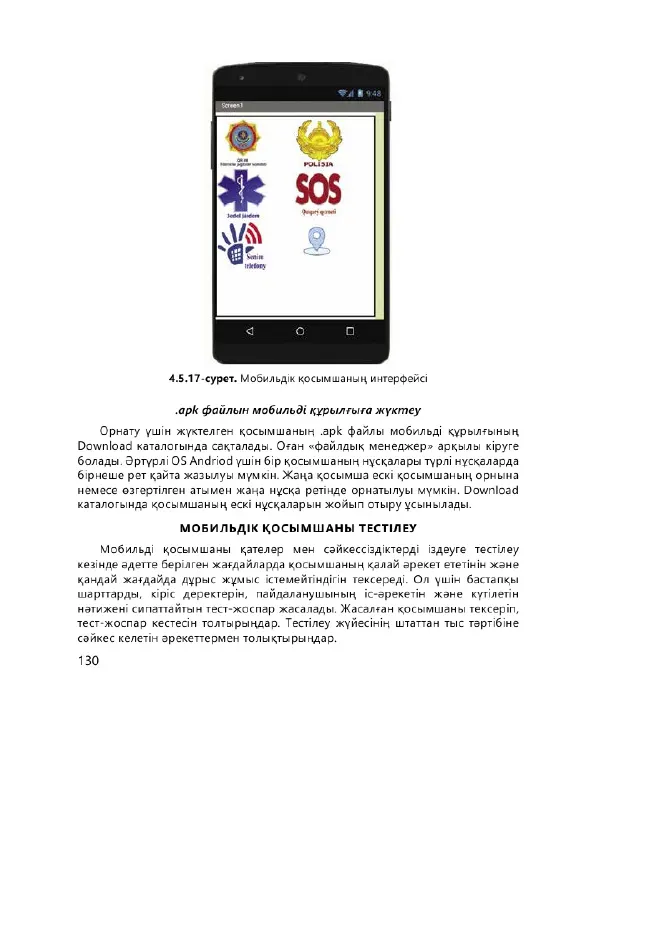 9:48
Screen1
POLISIA
SOS
Jedel járdem
Senim
telefony
4.5.17-сурет. Мобильдік қосымшаның интерфейсі
.apk файлын мобильді құрылғыға жүктеу
Орнату үшін жүктелген қосымшаның .apk файлы мобильді құрылғының
Download каталогында сақталады. Оған «файлдық менеджер» арқылы кіруге
болады. Әртүрлі OS Andriod үшін бір қосымшаның нұсқалары түрлі нұсқаларда
бірнеше рет қайта жазылуы мүмкін. Жаңа қосымша ескі қосымшаның орнына
немесе өзгертілген атымен жаңа нұсқа ретінде орнатылуы мүмкін. Download
каталогында қосымшаның ескі нұсқаларын жойып отыру ұсынылады.
МОБИЛЬДІК ҚОСЫМШАНЫ ТЕСТІЛЕУ
Мобильді қосымшаны қателер мен сәйкессіздіктерді іздеуге тестілеу
кезінде әдетте берілген жағдайларда қосымшаның қалай әрекет ететінін және
қандай жағдайда дұрыс жұмыс істемейтіндігін тексереді. Ол үшін бастапқы
шарттарды, кіріс деректерін, пайдаланушының іс-әрекетін және күтілетін
нәтижені сипаттайтын тест-жоспар жасалады. Жасалған қосымшаны тексеріп,
тест-жоспар кестесін толтырыңдар. Тестілеу жүйесінің штаттан тыс тәртібіне
сәйкес келетін әрекеттермен толықтырыңдар.
130